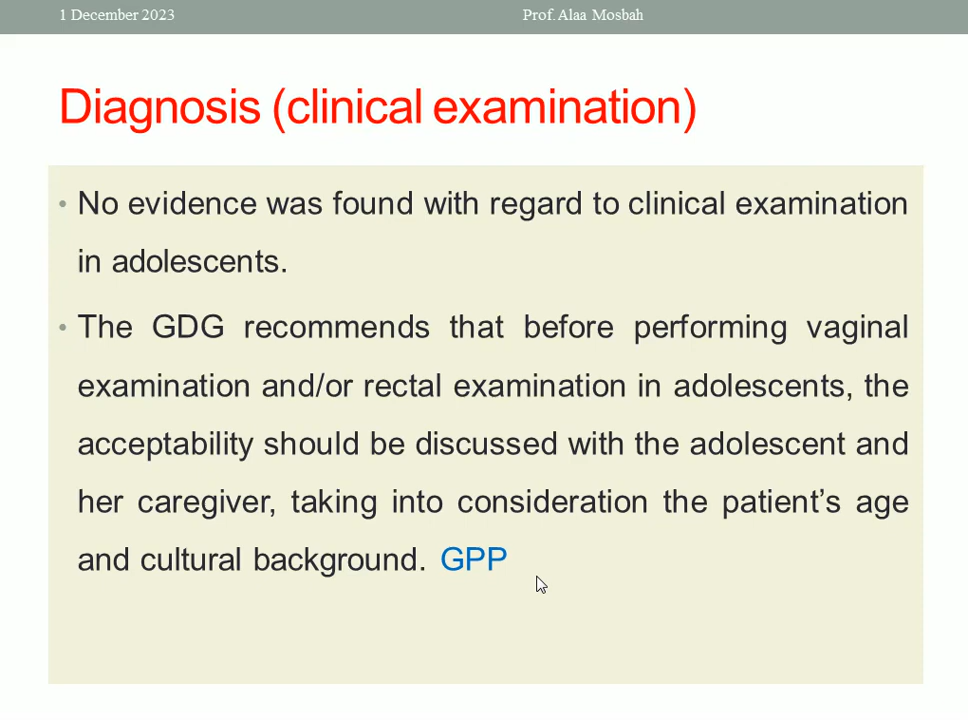 1 December 2023 Prof. Alaa Mosbah
Diagnosis (clinical examination)
• No evidence was found with regard to clinical examination
in adolescents.
• The GDG recommends that before performing vaginal
examination and/or rectal examination in adolescents, the
acceptability should be discussed with the adolescent and
her caregiver, taking into consideration the patient’s age
and cultural background. GPP